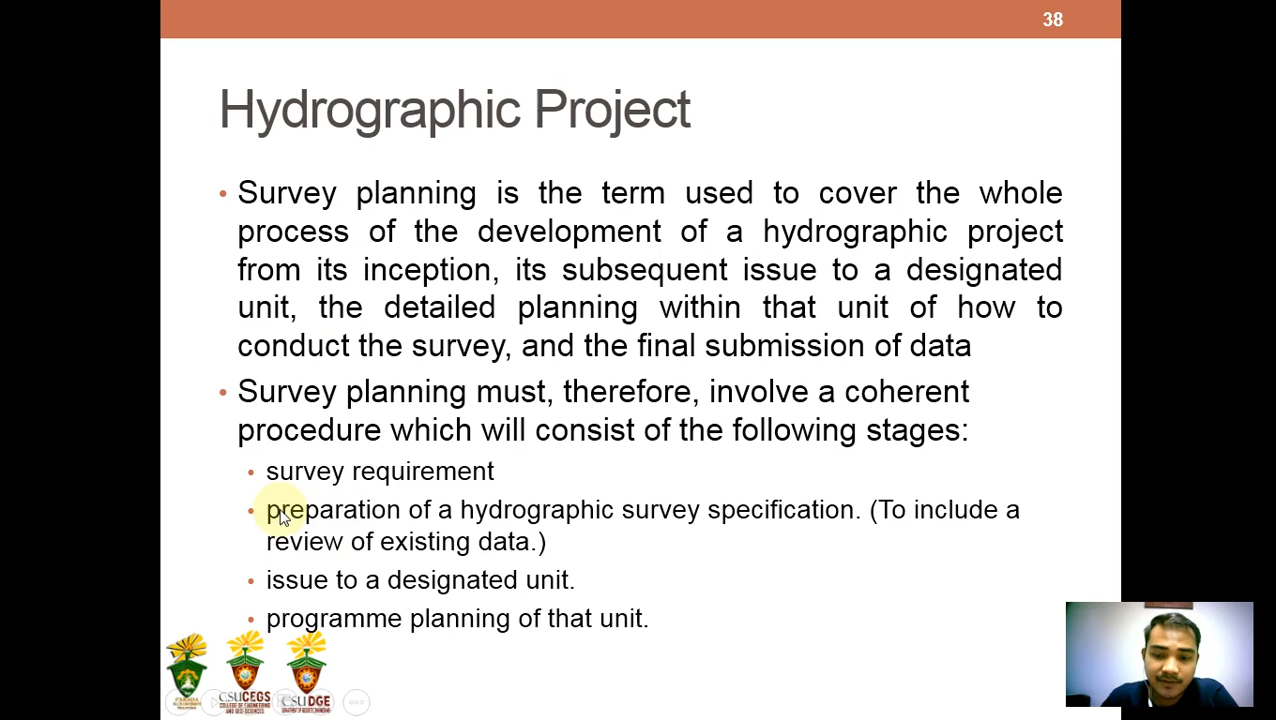 38
Hydrographic Project
• Survey planning is the term used to cover the whole
process of the development of a hydrographic project
from its inception, its subsequent issue to a designated
unit, the detailed planning within that unit of how to
conduct the survey, and the final submission of data
• Survey planning must, therefore, involve a coherent
procedure which will consist of the following stages:
• survey requirement
• preparation of a hydrographic survey specification. (To include a
review of existing data.)
• issue to a designated unit.
• programme planning of that unit.
CSUCEGS
CSUDGE